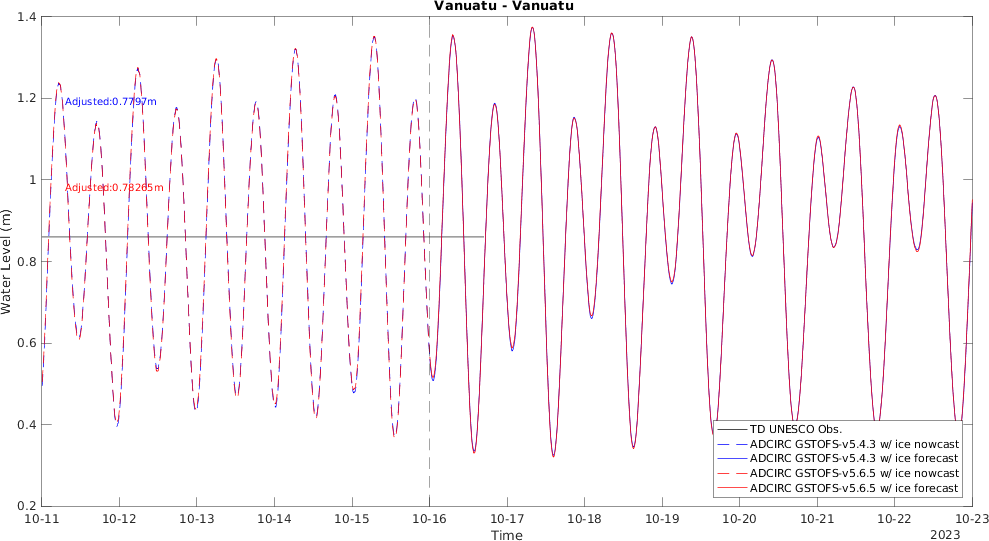 Vanuatu - Vanuatu
Water Level (m)
1.4
1.2
1
0.8
0.6
0.4
0.2
Adjusted:0.7797m
Adjusted:0.78265m
TD UNESCO Obs.
ADCIRC GSTOFS-v5.4.3 w/ ice nowcast
ADCIRC GSTOFS-v5.4.3 w/ ice forecast
ADCIRC GSTOFS-v5.6.5 w/ ice nowcast
ADCIRC GSTOFS-v5.6.5 w/ ice forecast
10-11 10-12 10-13 10-14 10-15 10-16 10-17 10-18 10-19 10-20 10-21 10-22 10-23
Time
2023